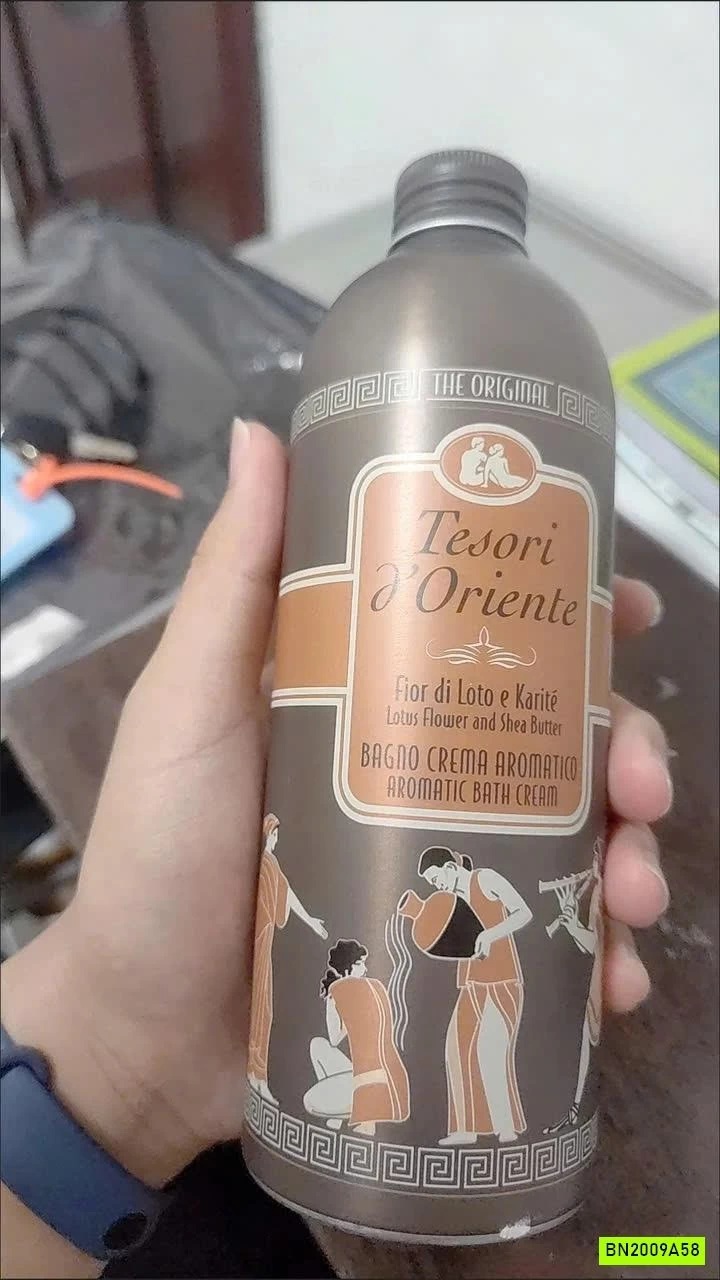 THE ORIGINAL
Tesori
d'Oriente
Fior di Loto e Karité
Lotus Flower and Shea Butter
BAGNO CREMA AROMATICO
AROMATIC BATH CREAM
BN2009A58